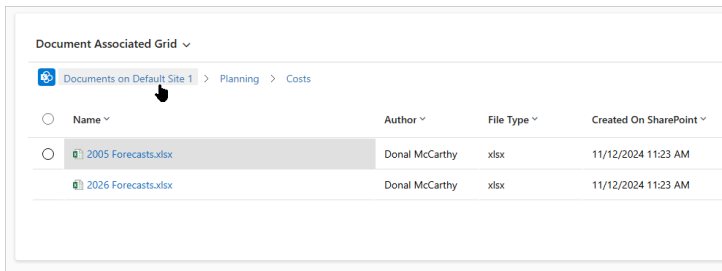 Document Associated Grid
Documents on Default Site 1 > Planning > Costs
Name Author File Type Created On SharePoint
2005 Forecasts.xlsx Donal McCarthy xlsx 11/12/2024 11:23 AM
2026 Forecasts.xlsx Donal McCarthy xlsx 11/12/2024 11:23 AM